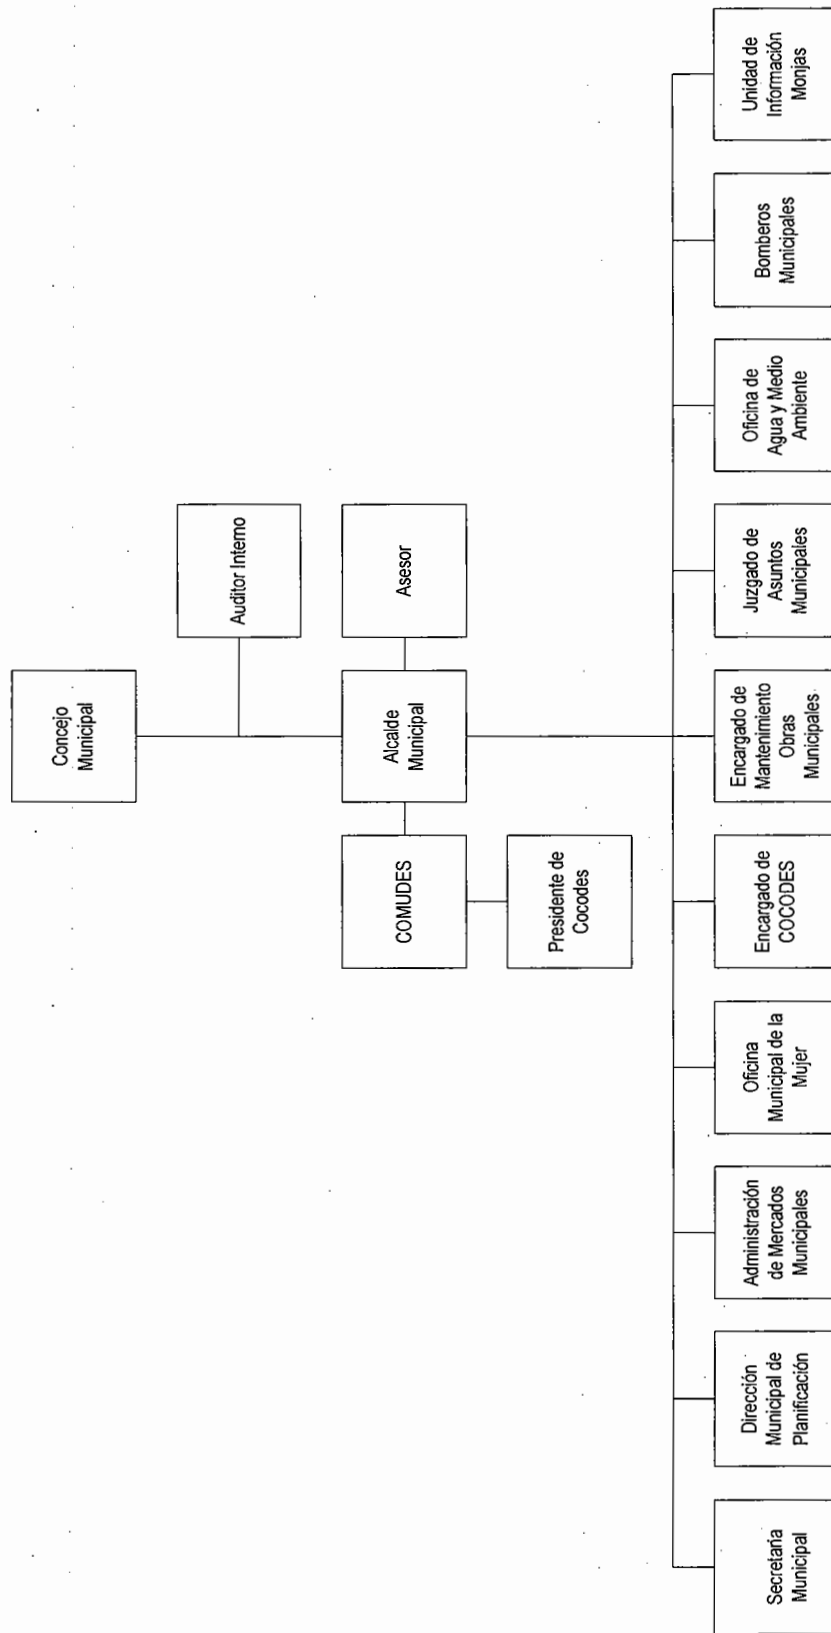 Concejo
Municipal
Auditor Interno
COMUDES
Alcalde
Municipal
Asesor
Presidente de
Cocodes
Secretaria
Municipal
Dirección
Municipal de
Planificación
Administración
de Mercados
Municipales
Oficina
Municipal de la
Mujer
Encargado de
COCODES
Encargado de
Mantenimiento
Obras
Municipales
Juzgado de
Asuntos
Municipales
Oficina de
Agua y Medio
Ambiente
Bomberos
Municipales
Unidad de
Información
Monjas